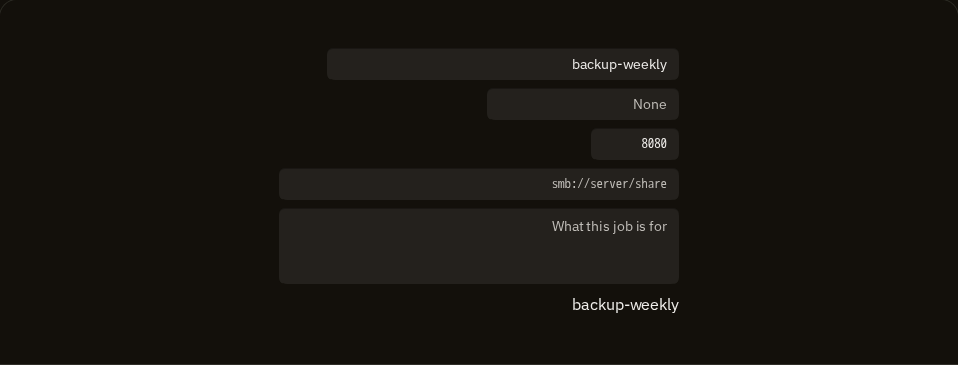 backup-weekly
None
8080
smb://server/share
What this job is for
backup-weekly